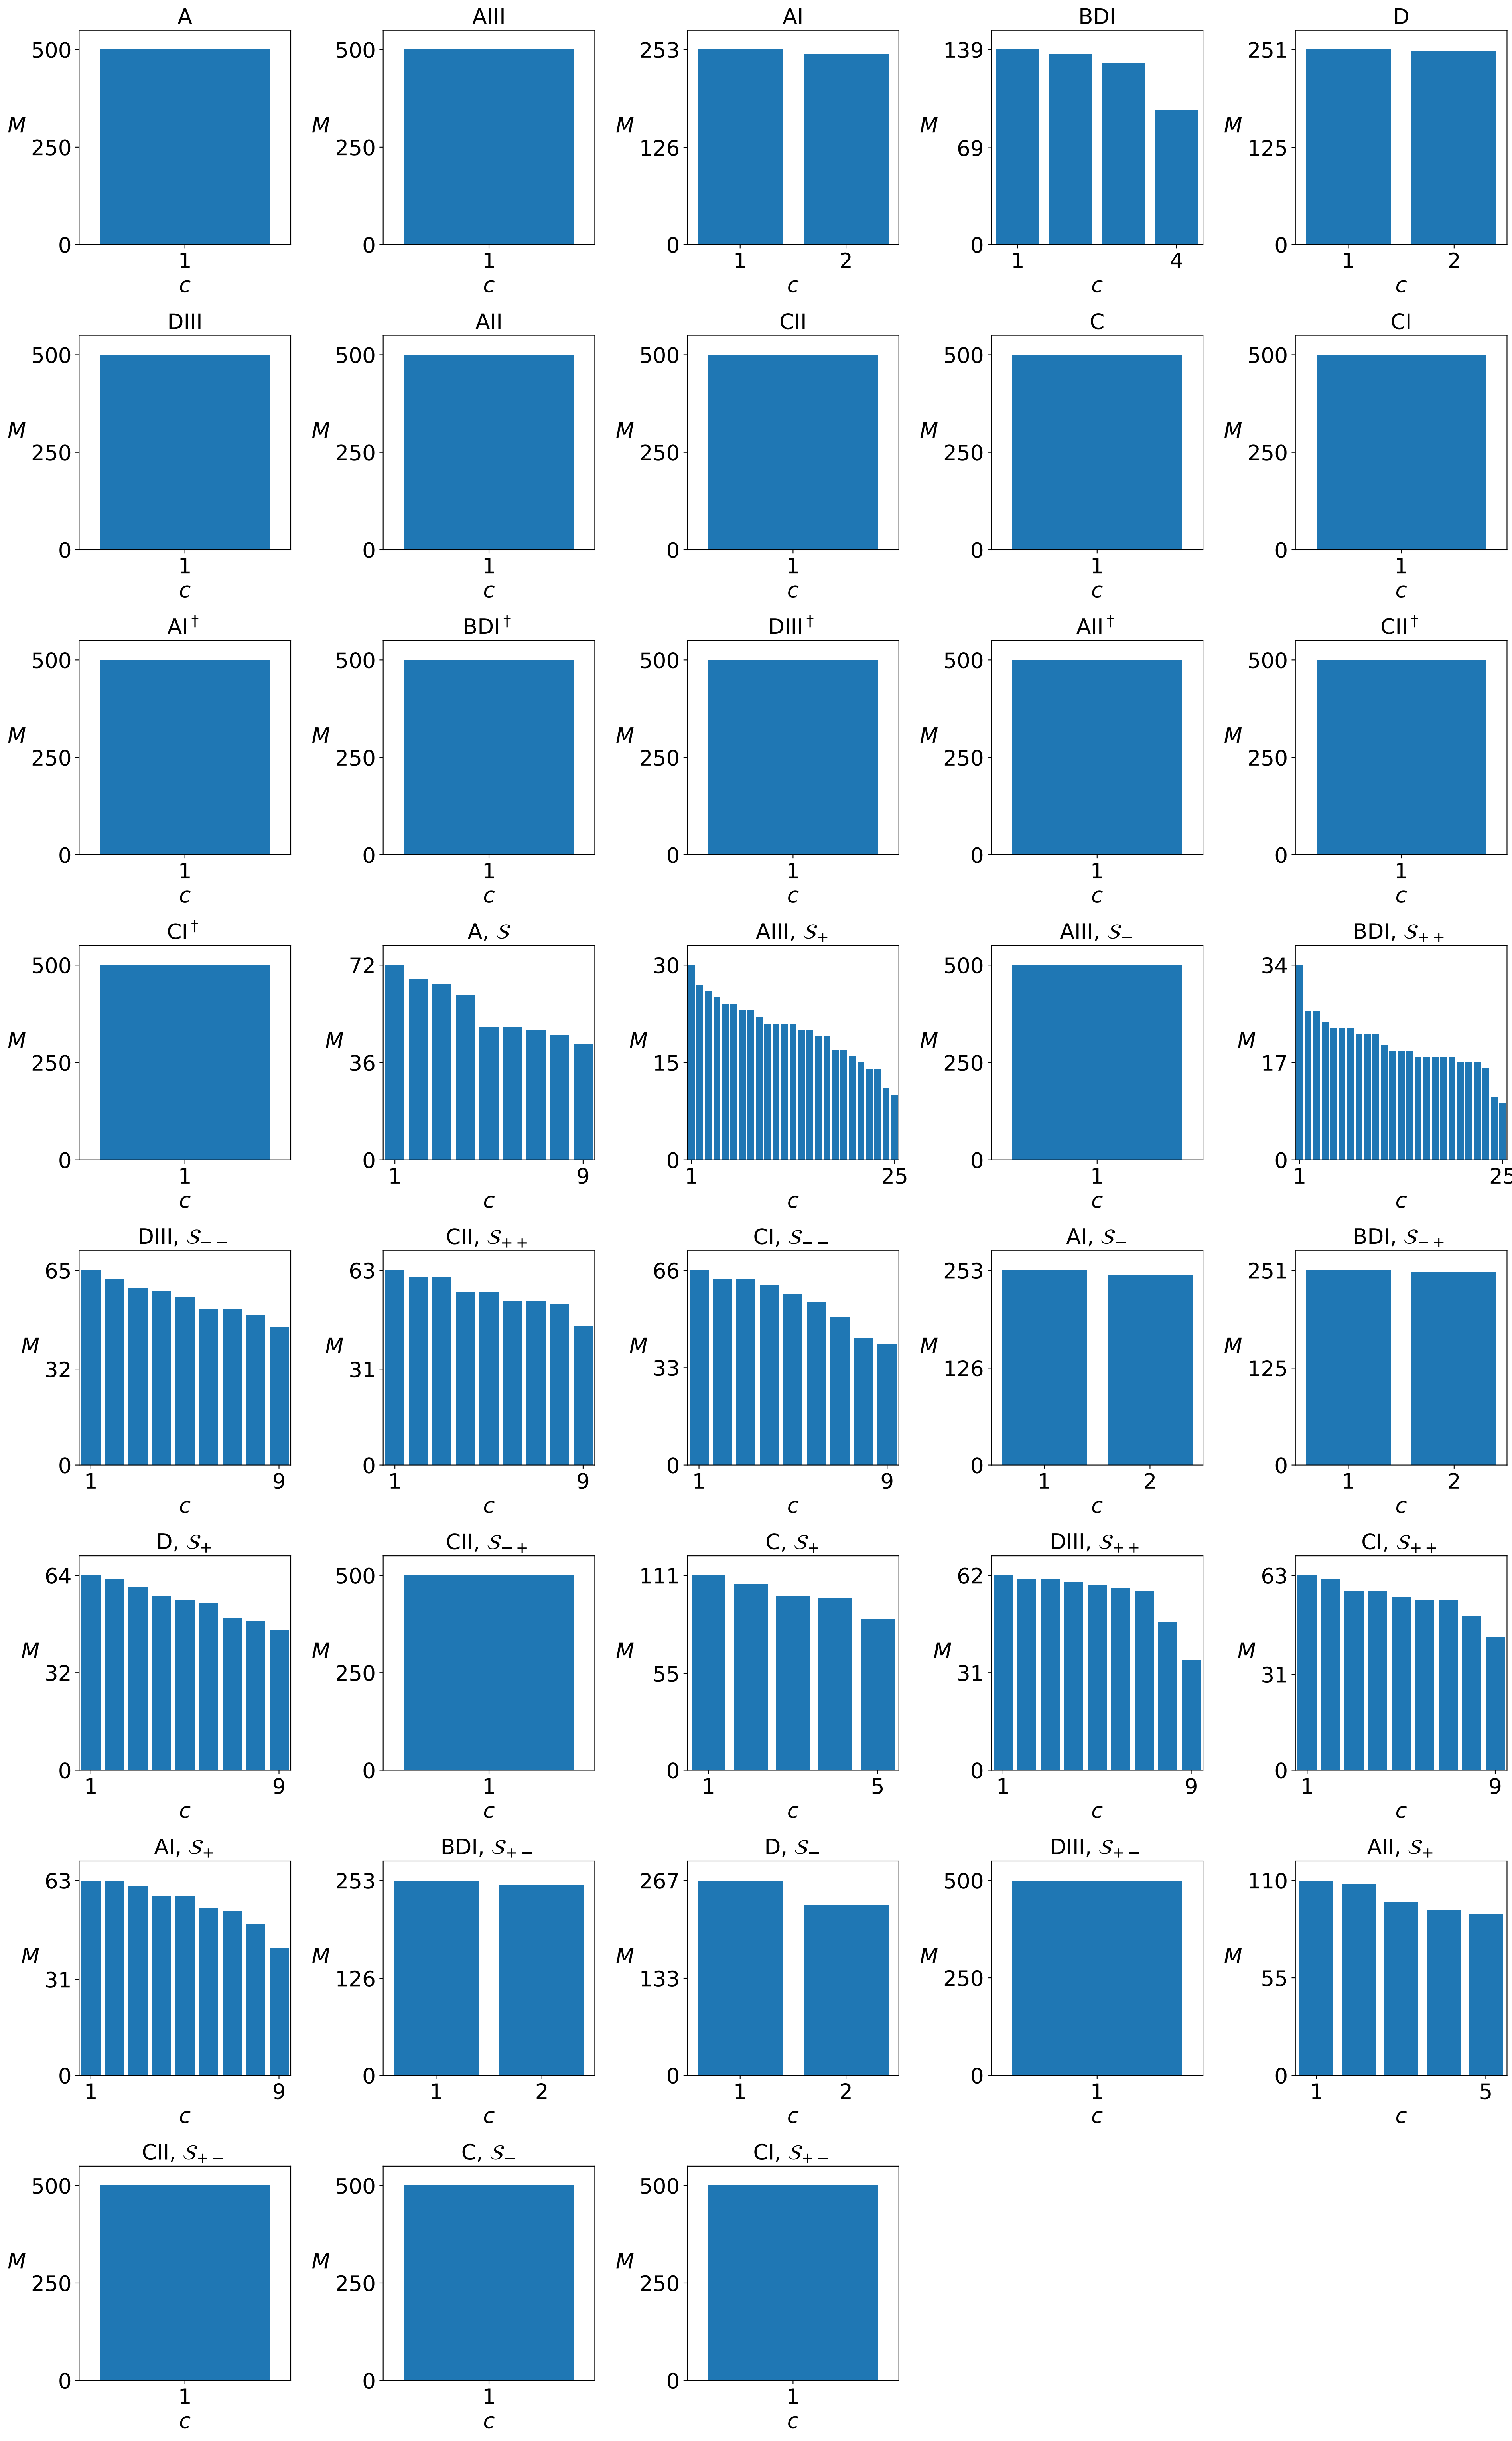 A AIII AI BDI D
500 500 253 139 251
M M M M M
250 250 126 69 125
0 0 0 0 0
1 1 1 2 1 4 1 2
c c c c c
DIII AII CII C CI
500 500 500 500 500
M M M M M
250 250 250 250 250
0 0 0 0 0
1 1 1 1 1
c c c c c
AI† BDI† DIII† AII† CII†
500 500 500 500 500
M M M M M
250 250 250 250 250
0 0 0 0 0
1 1 1 1 1
c c c c c
CI† A, 𝒮 AIII, 𝒮₊ AIII, 𝒮₋ BDI, 𝒮₊₊
500 72 30 500 34
M M M M M
250 36 15 250 17
0 0 0 0 0
1 1 9 1 25 1 1 25
c c c c c
DIII, 𝒮₋₋ CII, 𝒮₊₊ CI, 𝒮₋₋ AI, 𝒮₋ BDI, 𝒮₋₊
65 63 66 253 251
M M M M M
32 31 33 126 125
0 0 0 0 0
1 9 1 9 1 9 1 2 1 2
c c c c c
D, 𝒮₊ CII, 𝒮₋₊ C, 𝒮₊ DIII, 𝒮₊₊ CI, 𝒮₊₊
64 500 111 62 63
M M M M M
32 250 55 31 31
0 0 0 0 0
1 9 1 1 5 1 9 1 9
c c c c c
AI, 𝒮₊ BDI, 𝒮₊₋ D, 𝒮₋ DIII, 𝒮₊₋ AII, 𝒮₊
63 253 267 500 110
M M M M M
31 126 133 250 55
0 0 0 0 0
1 9 1 2 1 2 1 1 5
c c c c c
CII, 𝒮₊₋ C, 𝒮₋ CI, 𝒮₊₋
500 500 500
M M M
250 250 250
0 0 0
1 1 1
c c c